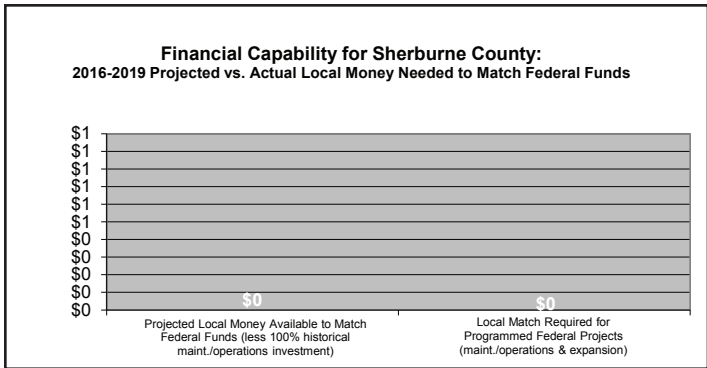 Financial Capability for Sherburne County:
2016-2019 Projected vs. Actual Local Money Needed to Match Federal Funds
$1
$1
$1
$1
$1
$1
$0
$0
$0
$0
$0
$0
$0
Projected Local Money Available to Match
Federal Funds (less 100% historical
maint./operations investment)
Local Match Required for
Programmed Federal Projects
(maint./operations & expansion)